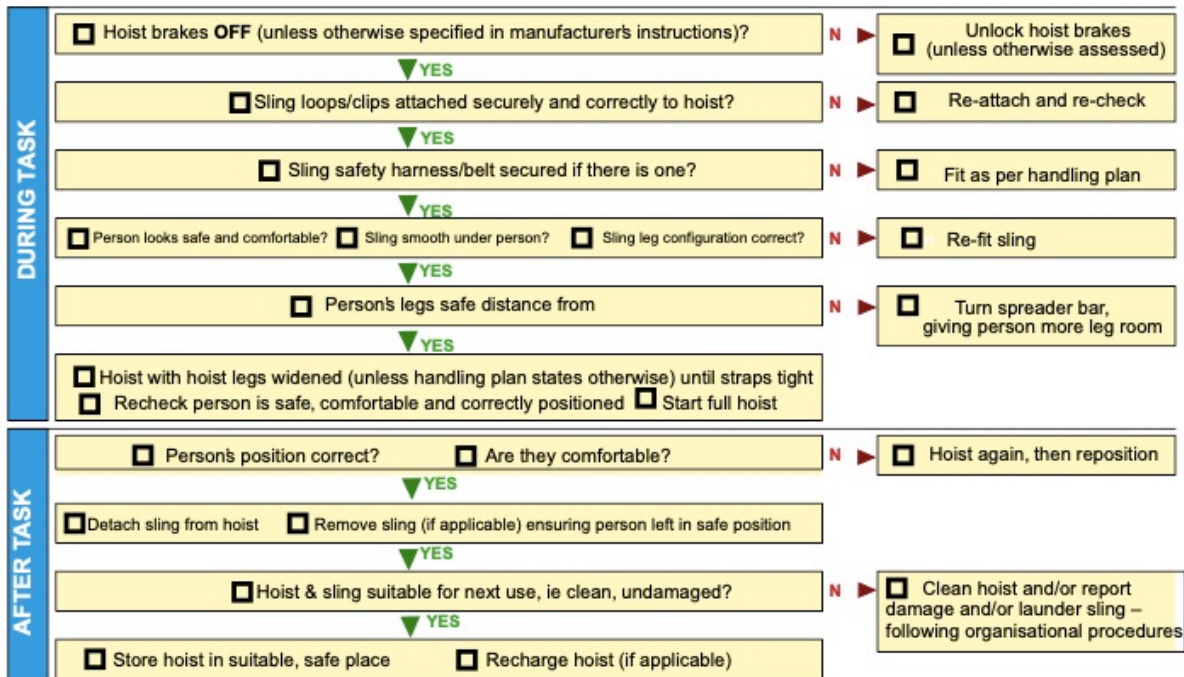 DURING TASK
Hoist brakes OFF (unless otherwise specified in manufacturer's instructions)?
N
Unlock hoist brakes
(unless otherwise assessed)
YES
Sling loops/clips attached securely and correctly to hoist?
N
Re-attach and re-check
YES
Sling safety harness/belt secured if there is one?
N
Fit as per handling plan
YES
Person looks safe and comfortable? Sling smooth under person? Sling leg configuration correct?
N
Re-fit sling
YES
Person's legs safe distance from
N
Turn spreader bar,
giving person more leg room
YES
Hoist with hoist legs widened (unless handling plan states otherwise) until straps tight
Recheck person is safe, comfortable and correctly positioned Start full hoist
AFTER TASK
Person's position correct? Are they comfortable?
N
Hoist again, then reposition
YES
Detach sling from hoist Remove sling (if applicable) ensuring person left in safe position
YES
Hoist & sling suitable for next use, ie clean, undamaged?
N
Clean hoist and/or report
damage and/or launder sling –
following organisational procedures
YES
Store hoist in suitable, safe place Recharge hoist (if applicable)